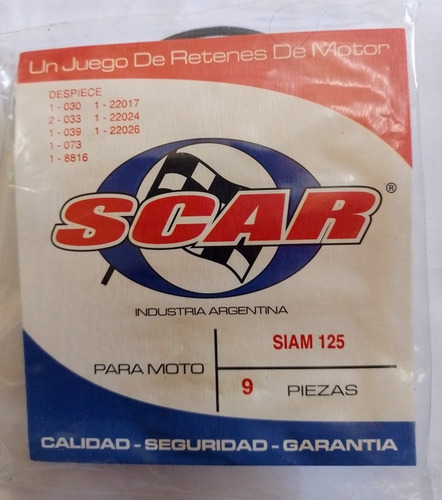 Un Juego De Retenes De Motor
DESPIECE
1 - 030 1 - 22017
2 - 033 1 - 22024
1 - 039 1 - 22026
1 - 073
1 - 8816
SCAR ®
INDUSTRIA ARGENTINA
SIAM 125
PARA MOTO
9 PIEZAS
CALIDAD - SEGURIDAD - GARANTIA